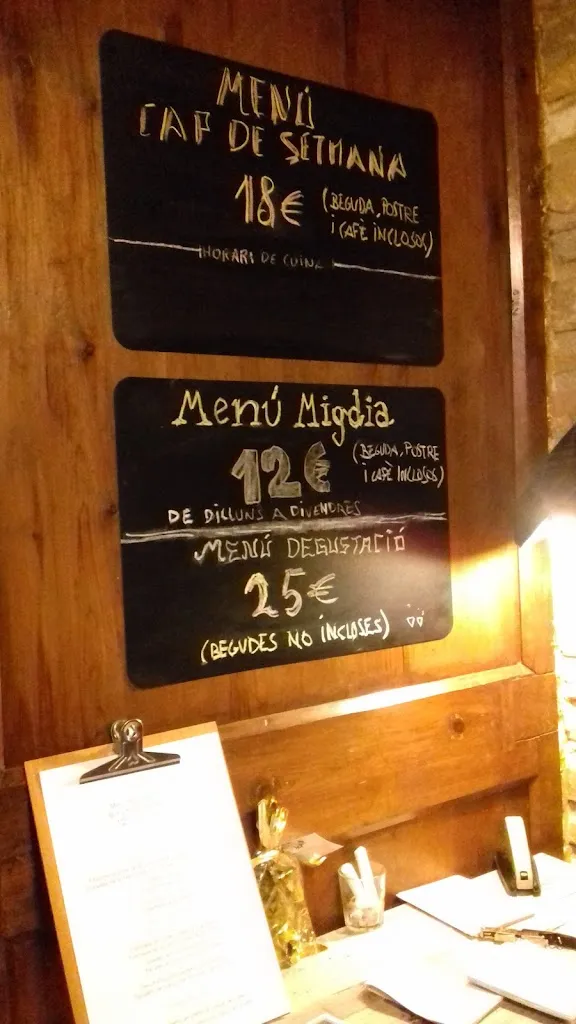 MENÚ
CAP DE SETMANA
18€ (BEGUDA, POSTRE
i CAFÈ INCLOSOS)
HORARI DE CUINA
Menú Migdia
12€ (BEGUDA, POSTRE
i CAFÈ INCLOSOS)
DE DILLUNS A DIVENDRES
MENÚ DEGUSTACIÓ
25€
(BEGUDES NO INCLOSES)